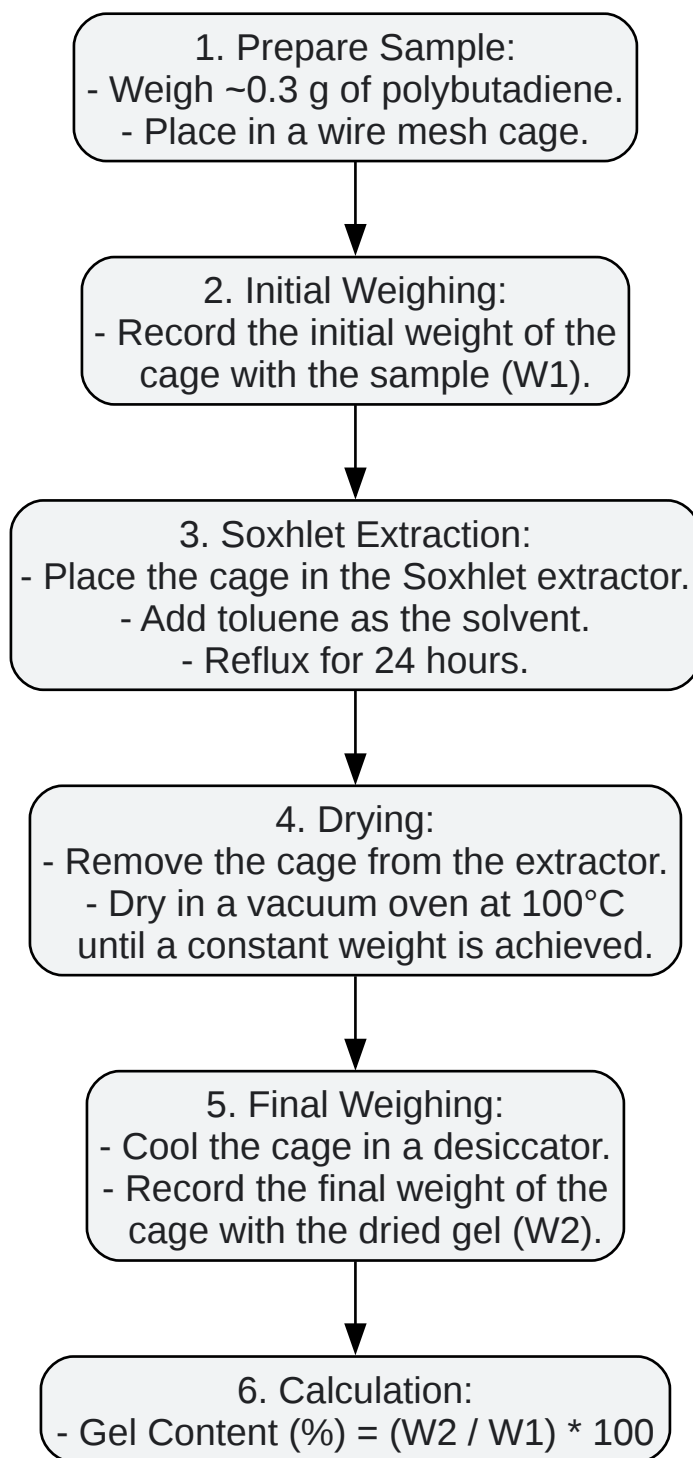 1. Prepare Sample:
- Weigh ~0.3 g of polybutadiene.
- Place in a wire mesh cage.
2. Initial Weighing:
- Record the initial weight of the
cage with the sample (W1).
3. Soxhlet Extraction:
- Place the cage in the Soxhlet extractor.
- Add toluene as the solvent.
- Reflux for 24 hours.
4. Drying:
- Remove the cage from the extractor.
- Dry in a vacuum oven at 100°C
until a constant weight is achieved.
5. Final Weighing:
- Cool the cage in a desiccator.
- Record the final weight of the
cage with the dried gel (W2).
6. Calculation:
- Gel Content (%) = (W2 / W1) * 100